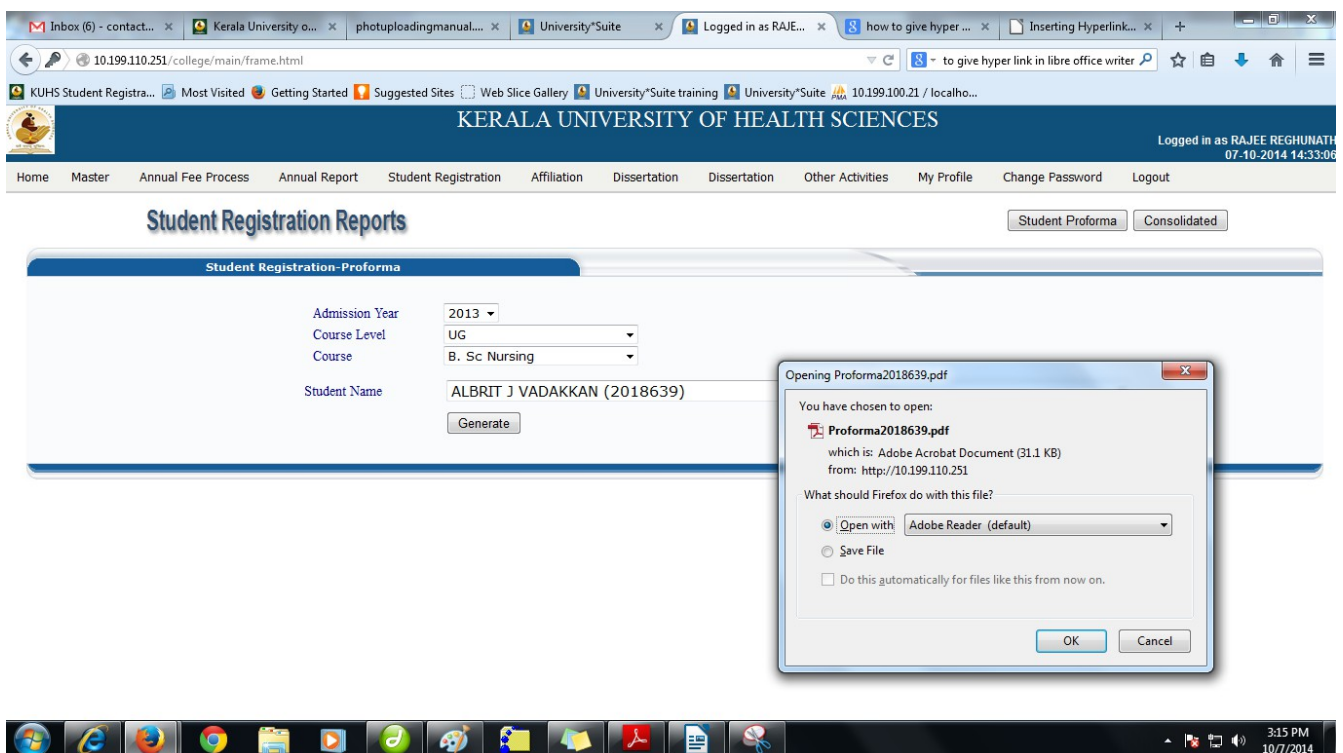 Inbox (6) - contact... × Kerala University o... × photuploadingmanual.... × University*Suite × Logged in as RAJE... × how to give hyper ... × Inserting Hyperlink... × +
10.199.110.251/college/main/frame.html to give hyper link in libre office writer
KUHS Student Registra... Most Visited Getting Started Suggested Sites Web Slice Gallery University*Suite training University*Suite 10.199.100.21 / localho...
KERALA UNIVERSITY OF HEALTH SCIENCES
Logged in as RAJEE REGHUNATH
07-10-2014 14:33:06
Home Master Annual Fee Process Annual Report Student Registration Affiliation Dissertation Dissertation Other Activities My Profile Change Password Logout
Student Registration Reports Student Proforma Consolidated
Student Registration-Proforma
Admission Year 2013
Course Level UG
Course B. Sc Nursing
Student Name ALBRIT J VADAKKAN (2018639)
Generate
Opening Proforma2018639.pdf
You have chosen to open:
Proforma2018639.pdf
which is: Adobe Acrobat Document (31.1 KB)
from: http://10.199.110.251
What should Firefox do with this file?
Open with Adobe Reader (default)
Save File
Do this automatically for files like this from now on.
OK Cancel
3:15 PM
10/7/2014